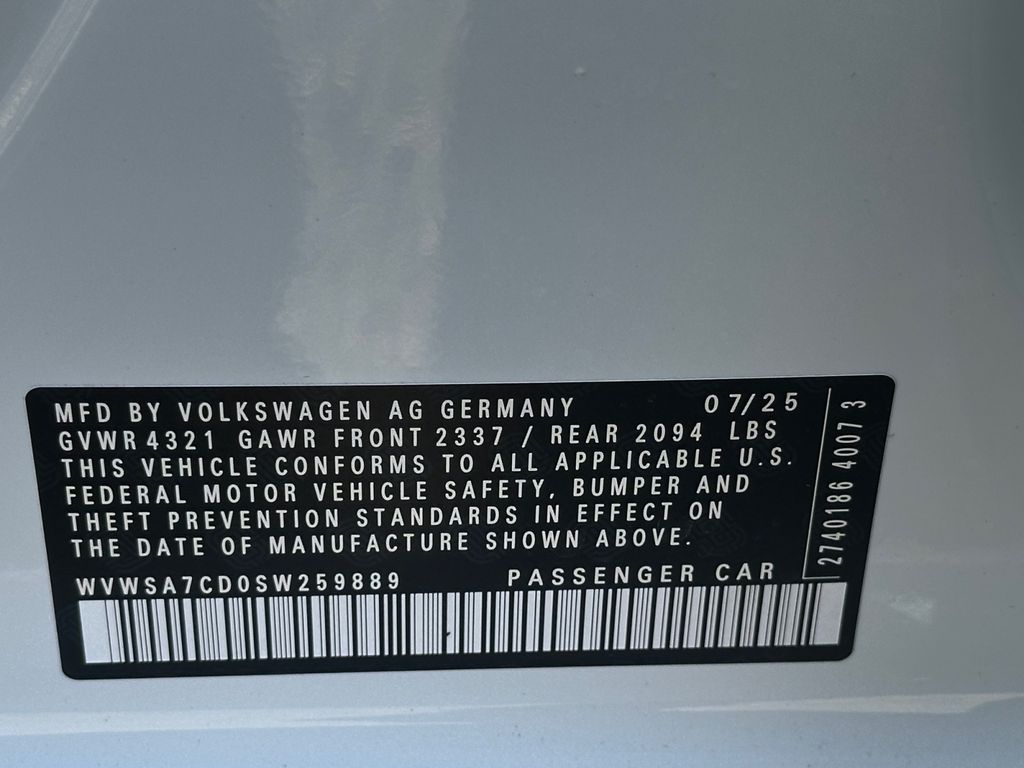 MFD BY VOLKSWAGEN AG GERMANY 07/25
GVWR 4321 GAWR FRONT 2337 / REAR 2094 LBS
THIS VEHICLE CONFORMS TO ALL APPLICABLE U.S.
FEDERAL MOTOR VEHICLE SAFETY, BUMPER AND
THEFT PREVENTION STANDARDS IN EFFECT ON
THE DATE OF MANUFACTURE SHOWN ABOVE.
WVWSA7CD0SW259889 PASSENGER CAR
2740186 4007 3